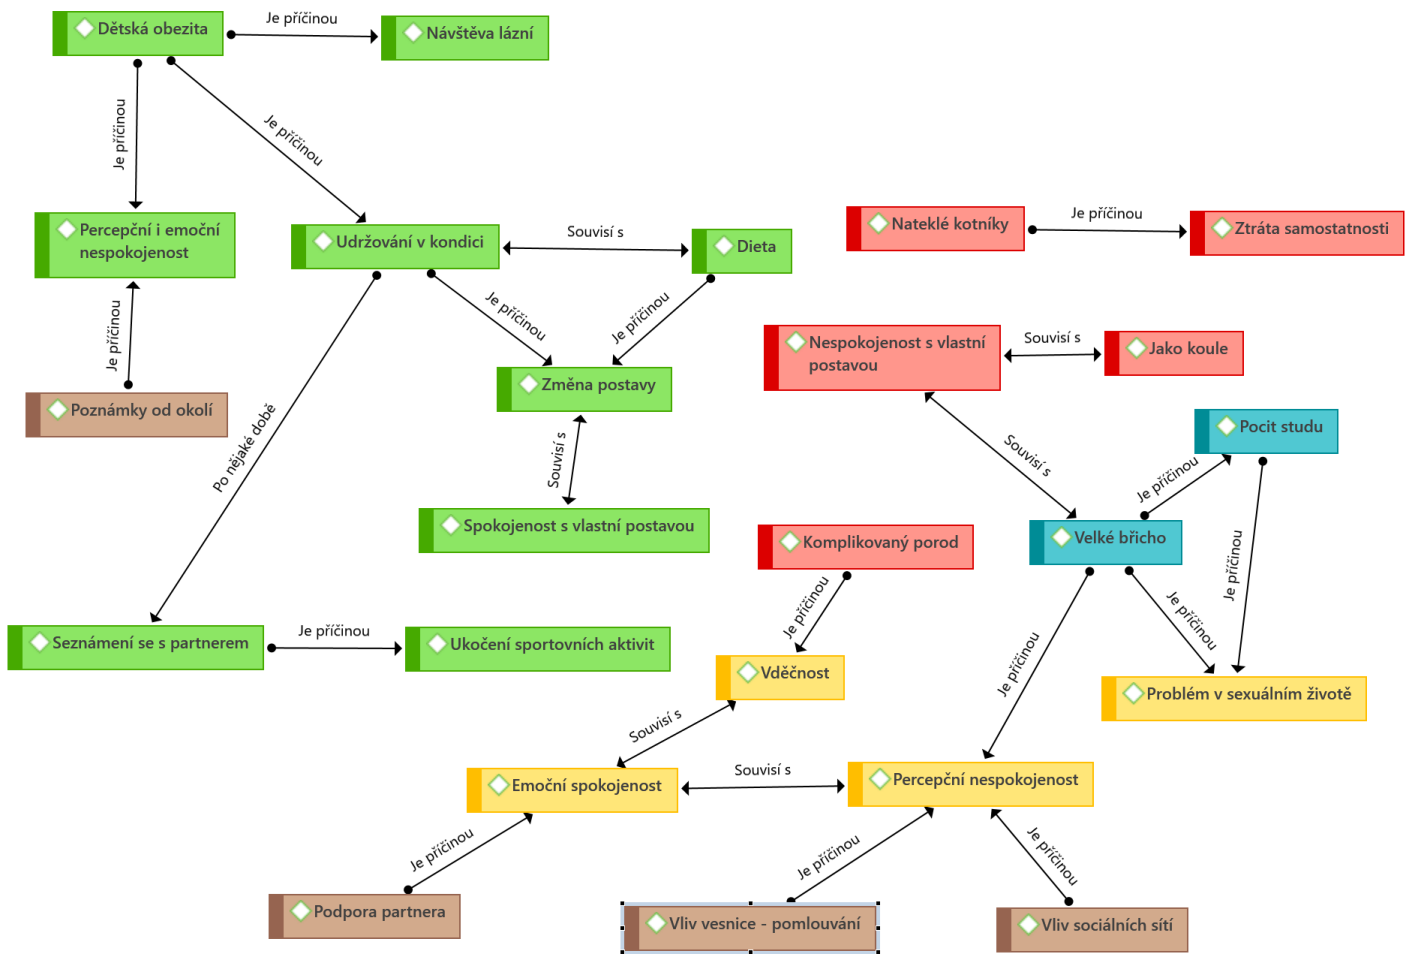 Dětská obezita
Je příčinou
Návštěva lázní
Je příčinou
Je příčinou
Percepční i emoční
nespokojenost
Udržování v kondici
Souvisí s
Dieta
Nateklé kotníky
Je příčinou
Ztráta samostatnosti
Je příčinou
Je příčinou
Je příčinou
Nespokojenost s vlastní
postavou
Souvisí s
Jako koule
Poznámky od okolí
Změna postavy
Po nějaké době
Souvisí s
Souvisí s
Pocit studu
Je příčinou
Spokojenost s vlastní postavou
Komplikovaný porod
Velké břicho
Je příčinou
Je příčinou
Je příčinou
Je příčinou
Seznámení se s partnerem
Je příčinou
Ukočení sportovních aktivit
Vděčnost
Problém v sexuálním životě
Souvisí s
Emoční spokojenost
Souvisí s
Percepční nespokojenost
Je příčinou
Je příčinou
Je příčinou
Podpora partnera
Vliv vesnice - pomlouvání
Vliv sociálních sítí